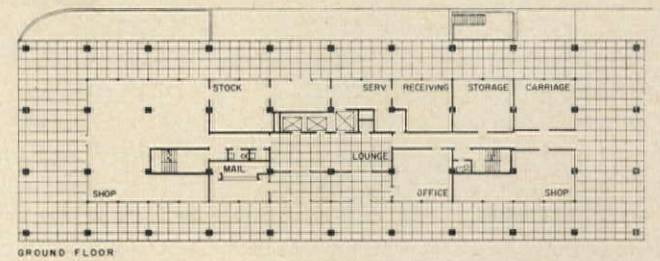 STOCK
SERV.
RECEIVING
STORAGE
CARRIAGE
LOUNGE
MAIL
SHOP
OFFICE
SHOP
GROUND FLOOR